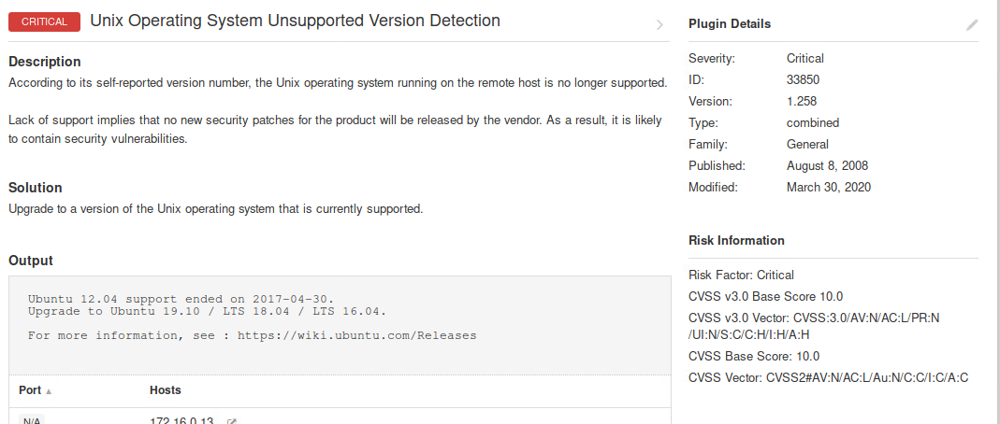 CRITICAL Unix Operating System Unsupported Version Detection
Description
According to its self-reported version number, the Unix operating system running on the remote host is no longer supported.
Lack of support implies that no new security patches for the product will be released by the vendor. As a result, it is likely
to contain security vulnerabilities.
Solution
Upgrade to a version of the Unix operating system that is currently supported.
Output
Ubuntu 12.04 support ended on 2017-04-30.
Upgrade to Ubuntu 19.10 / LTS 18.04 / LTS 16.04.
For more information, see : https://wiki.ubuntu.com/Releases
Port ▲ Hosts
N/A 172.16.0.13
Plugin Details
Severity: Critical
ID: 33850
Version: 1.258
Type: combined
Family: General
Published: August 8, 2008
Modified: March 30, 2020
Risk Information
Risk Factor: Critical
CVSS v3.0 Base Score 10.0
CVSS v3.0 Vector: CVSS:3.0/AV:N/AC:L/PR:N
/UI:N/S:C/C:H/I:H/A:H
CVSS Base Score: 10.0
CVSS Vector: CVSS2#AV:N/AC:L/Au:N/C:C/I:C/A:C